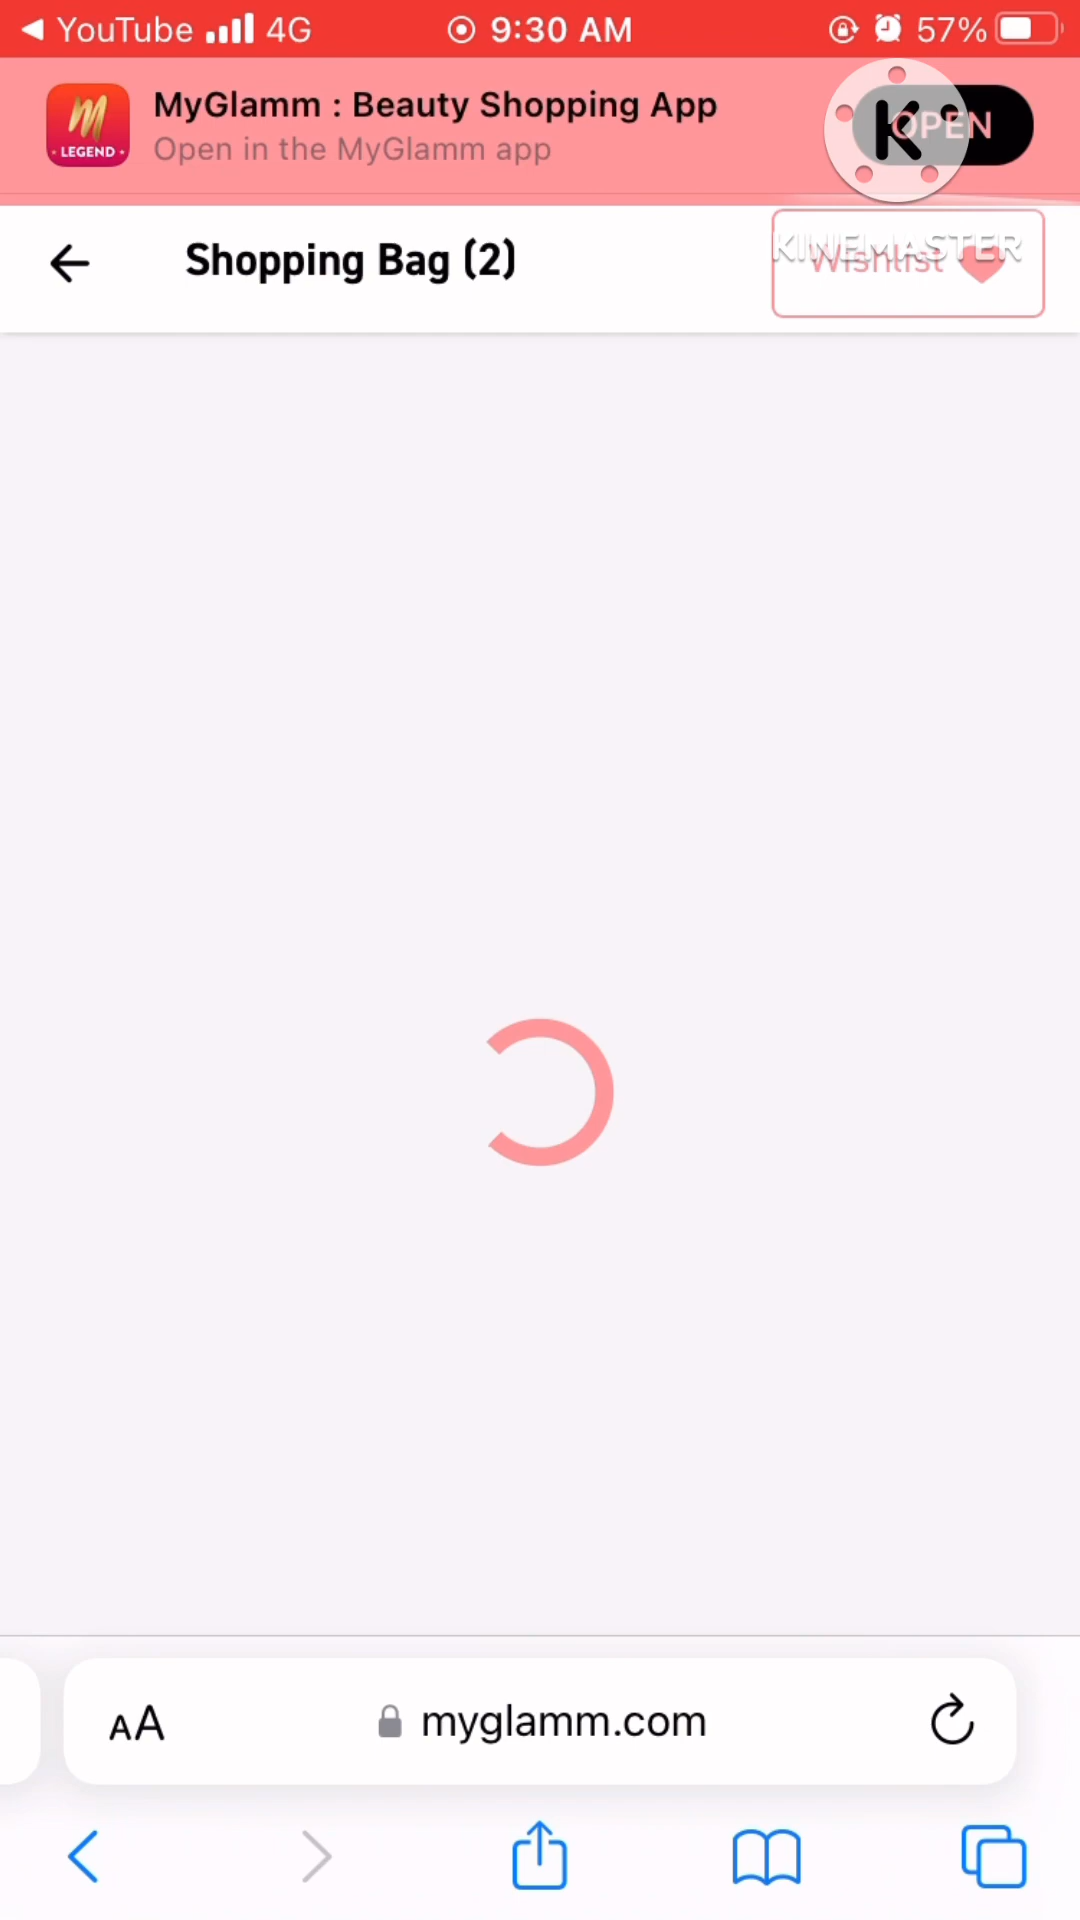 YouTube 4G 9:30 AM 57%
MyGlamm : Beauty Shopping App
Open in the MyGlamm app
LEGEND
OPEN
K
Shopping Bag (2)
KINEMASTER
Wishlist
AA myglamm.com